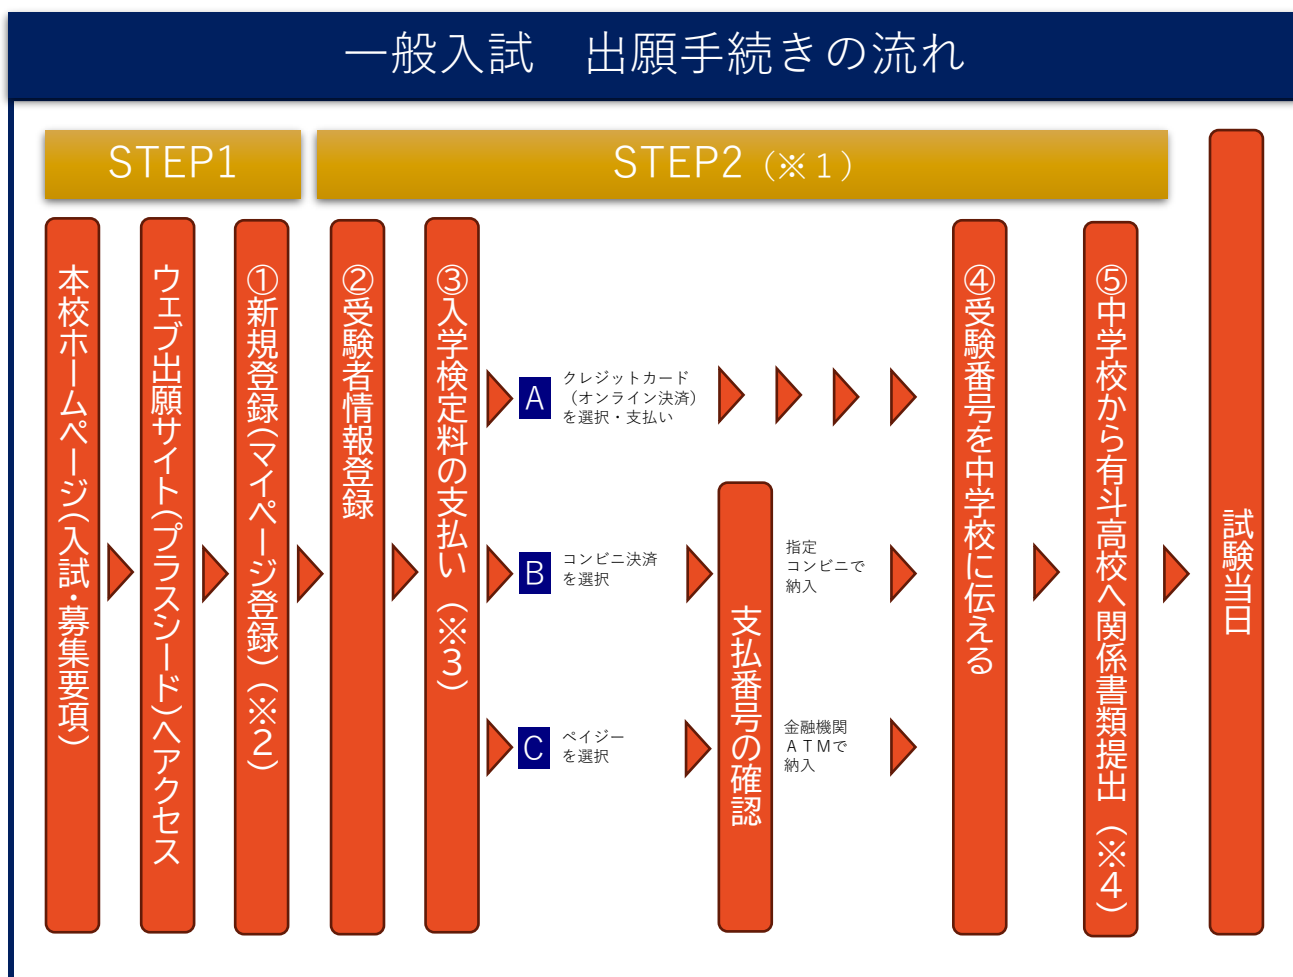 一般入試　出願手続きの流れ
STEP1
STEP2（※１）
本校ホームページ（入試・募集要項）
ウェブ出願サイト（プラスシード）へアクセス
①新規登録（マイページ登録）（※２）
②受験者情報登録
③入学検定料の支払い（※３）
A
クレジットカード
（オンライン決済）
を選択・支払い
B
コンビニ決済
を選択
C
ペイジー
を選択
支払番号の確認
指定
コンビニで
納入
金融機関
ＡＴＭで
納入
④受験番号を中学校に伝える
⑤中学校から有斗高校へ関係書類提出（※４）
試験当日